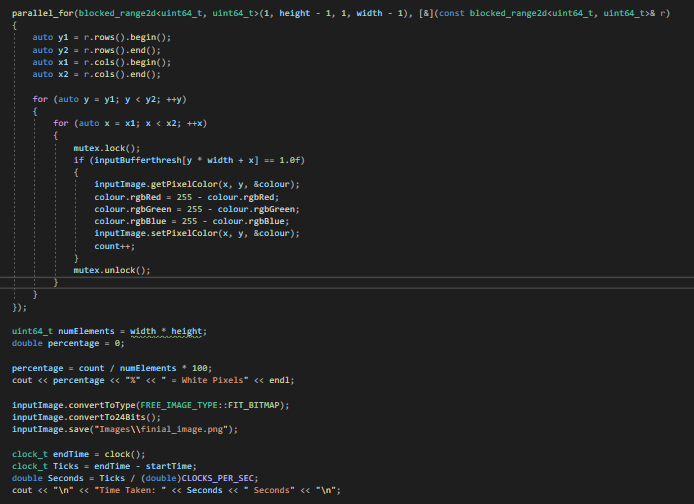 parallel_for(blocked_range2d<uint64_t, uint64_t>(1, height - 1, 1, width - 1), [&](const blocked_range2d<uint64_t, uint64_t>& r)
{
auto y1 = r.rows().begin();
auto y2 = r.rows().end();
auto x1 = r.cols().begin();
auto x2 = r.cols().end();
for (auto y = y1; y < y2; ++y)
{
for (auto x = x1; x < x2; ++x)
{
mutex.lock();
if (inputBufferthresh[y * width + x] == 1.0f)
{
inputImage.getPixelColor(x, y, &colour);
colour.rgbRed = 255 - colour.rgbRed;
colour.rgbGreen = 255 - colour.rgbGreen;
colour.rgbBlue = 255 - colour.rgbBlue;
inputImage.setPixelColor(x, y, &colour);
count++;
}
mutex.unlock();
}
}
});
uint64_t numElements = width * height;
double percentage = 0;
percentage = count / numElements * 100;
cout << percentage << "%" << " = White Pixels" << endl;
inputImage.convertToType(FREE_IMAGE_TYPE::FIT_BITMAP);
inputImage.convertTo24Bits();
inputImage.save("Images\\finial_image.png");
clock_t endTime = clock();
clock_t Ticks = endTime - startTime;
double Seconds = Ticks / (double)CLOCKS_PER_SEC;
cout << "\n" << "Time Taken: " << Seconds << " Seconds" << "\n";